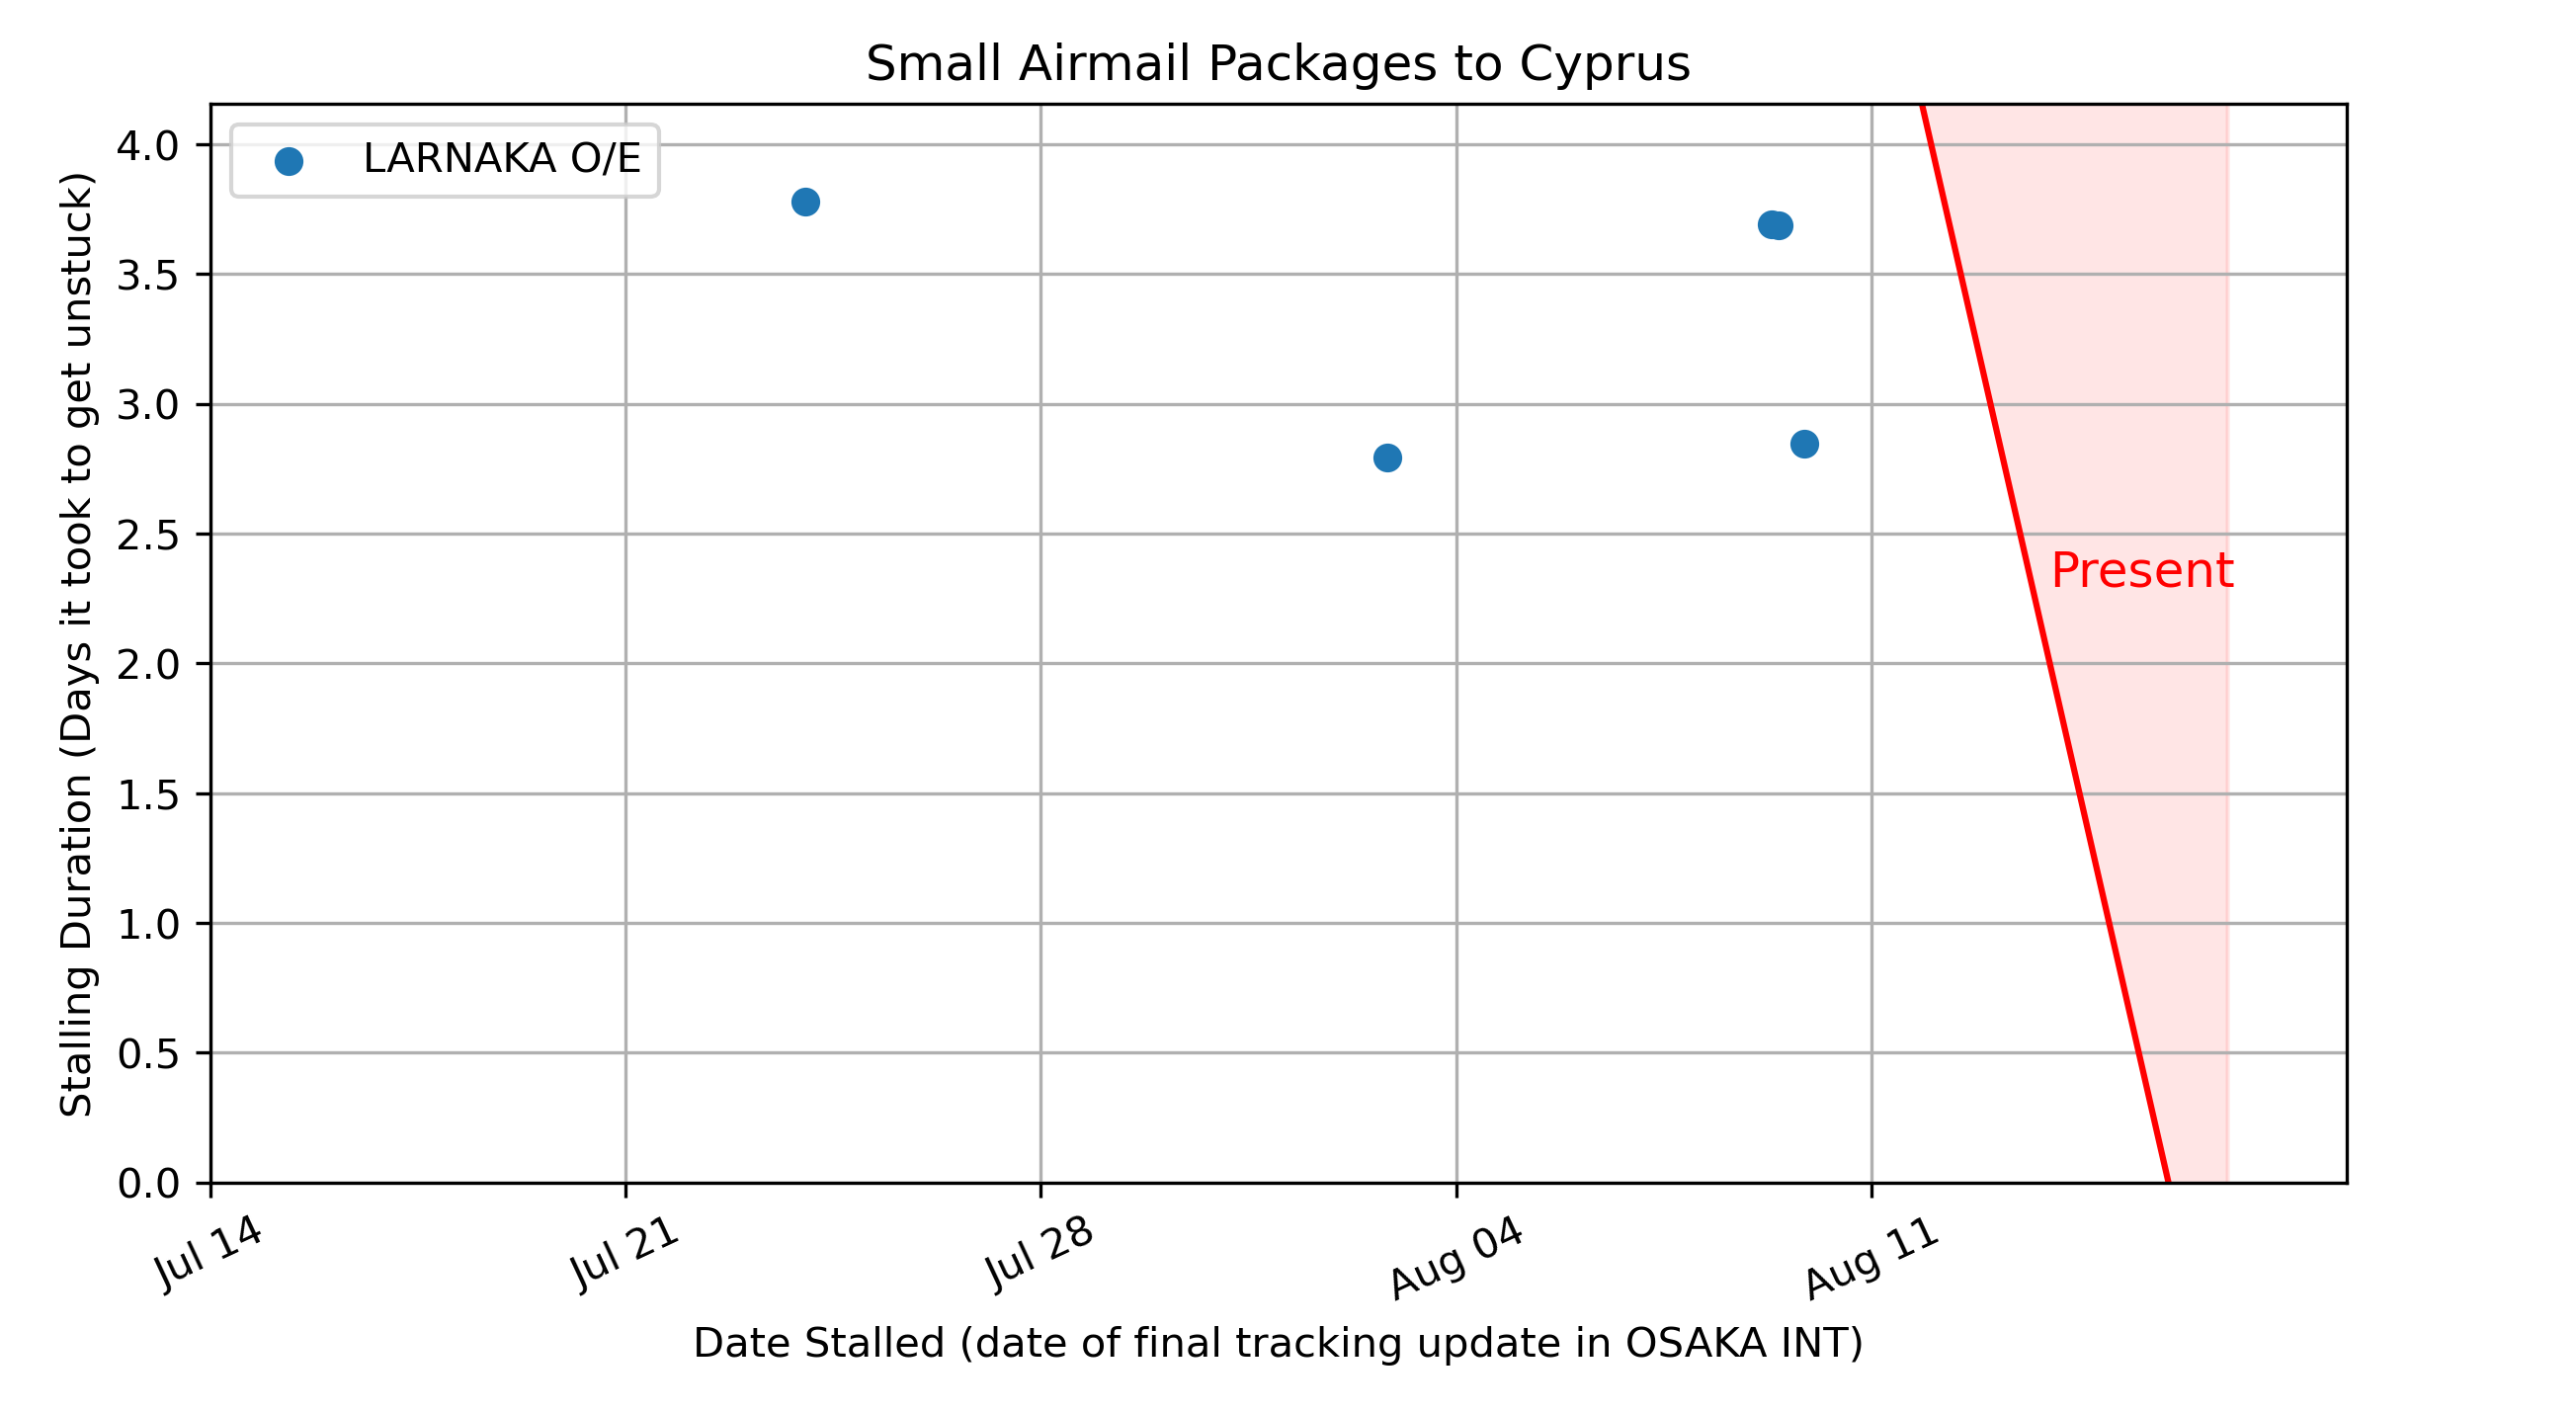 Small Airmail Packages to Cyprus
LARNAKA O/E
Stalling Duration (Days it took to get unstuck)
4.0
3.5
3.0
2.5
2.0
1.5
1.0
0.5
0.0
Present
Jul 14
Jul 21
Jul 28
Aug 04
Aug 11
Date Stalled (date of final tracking update in OSAKA INT)